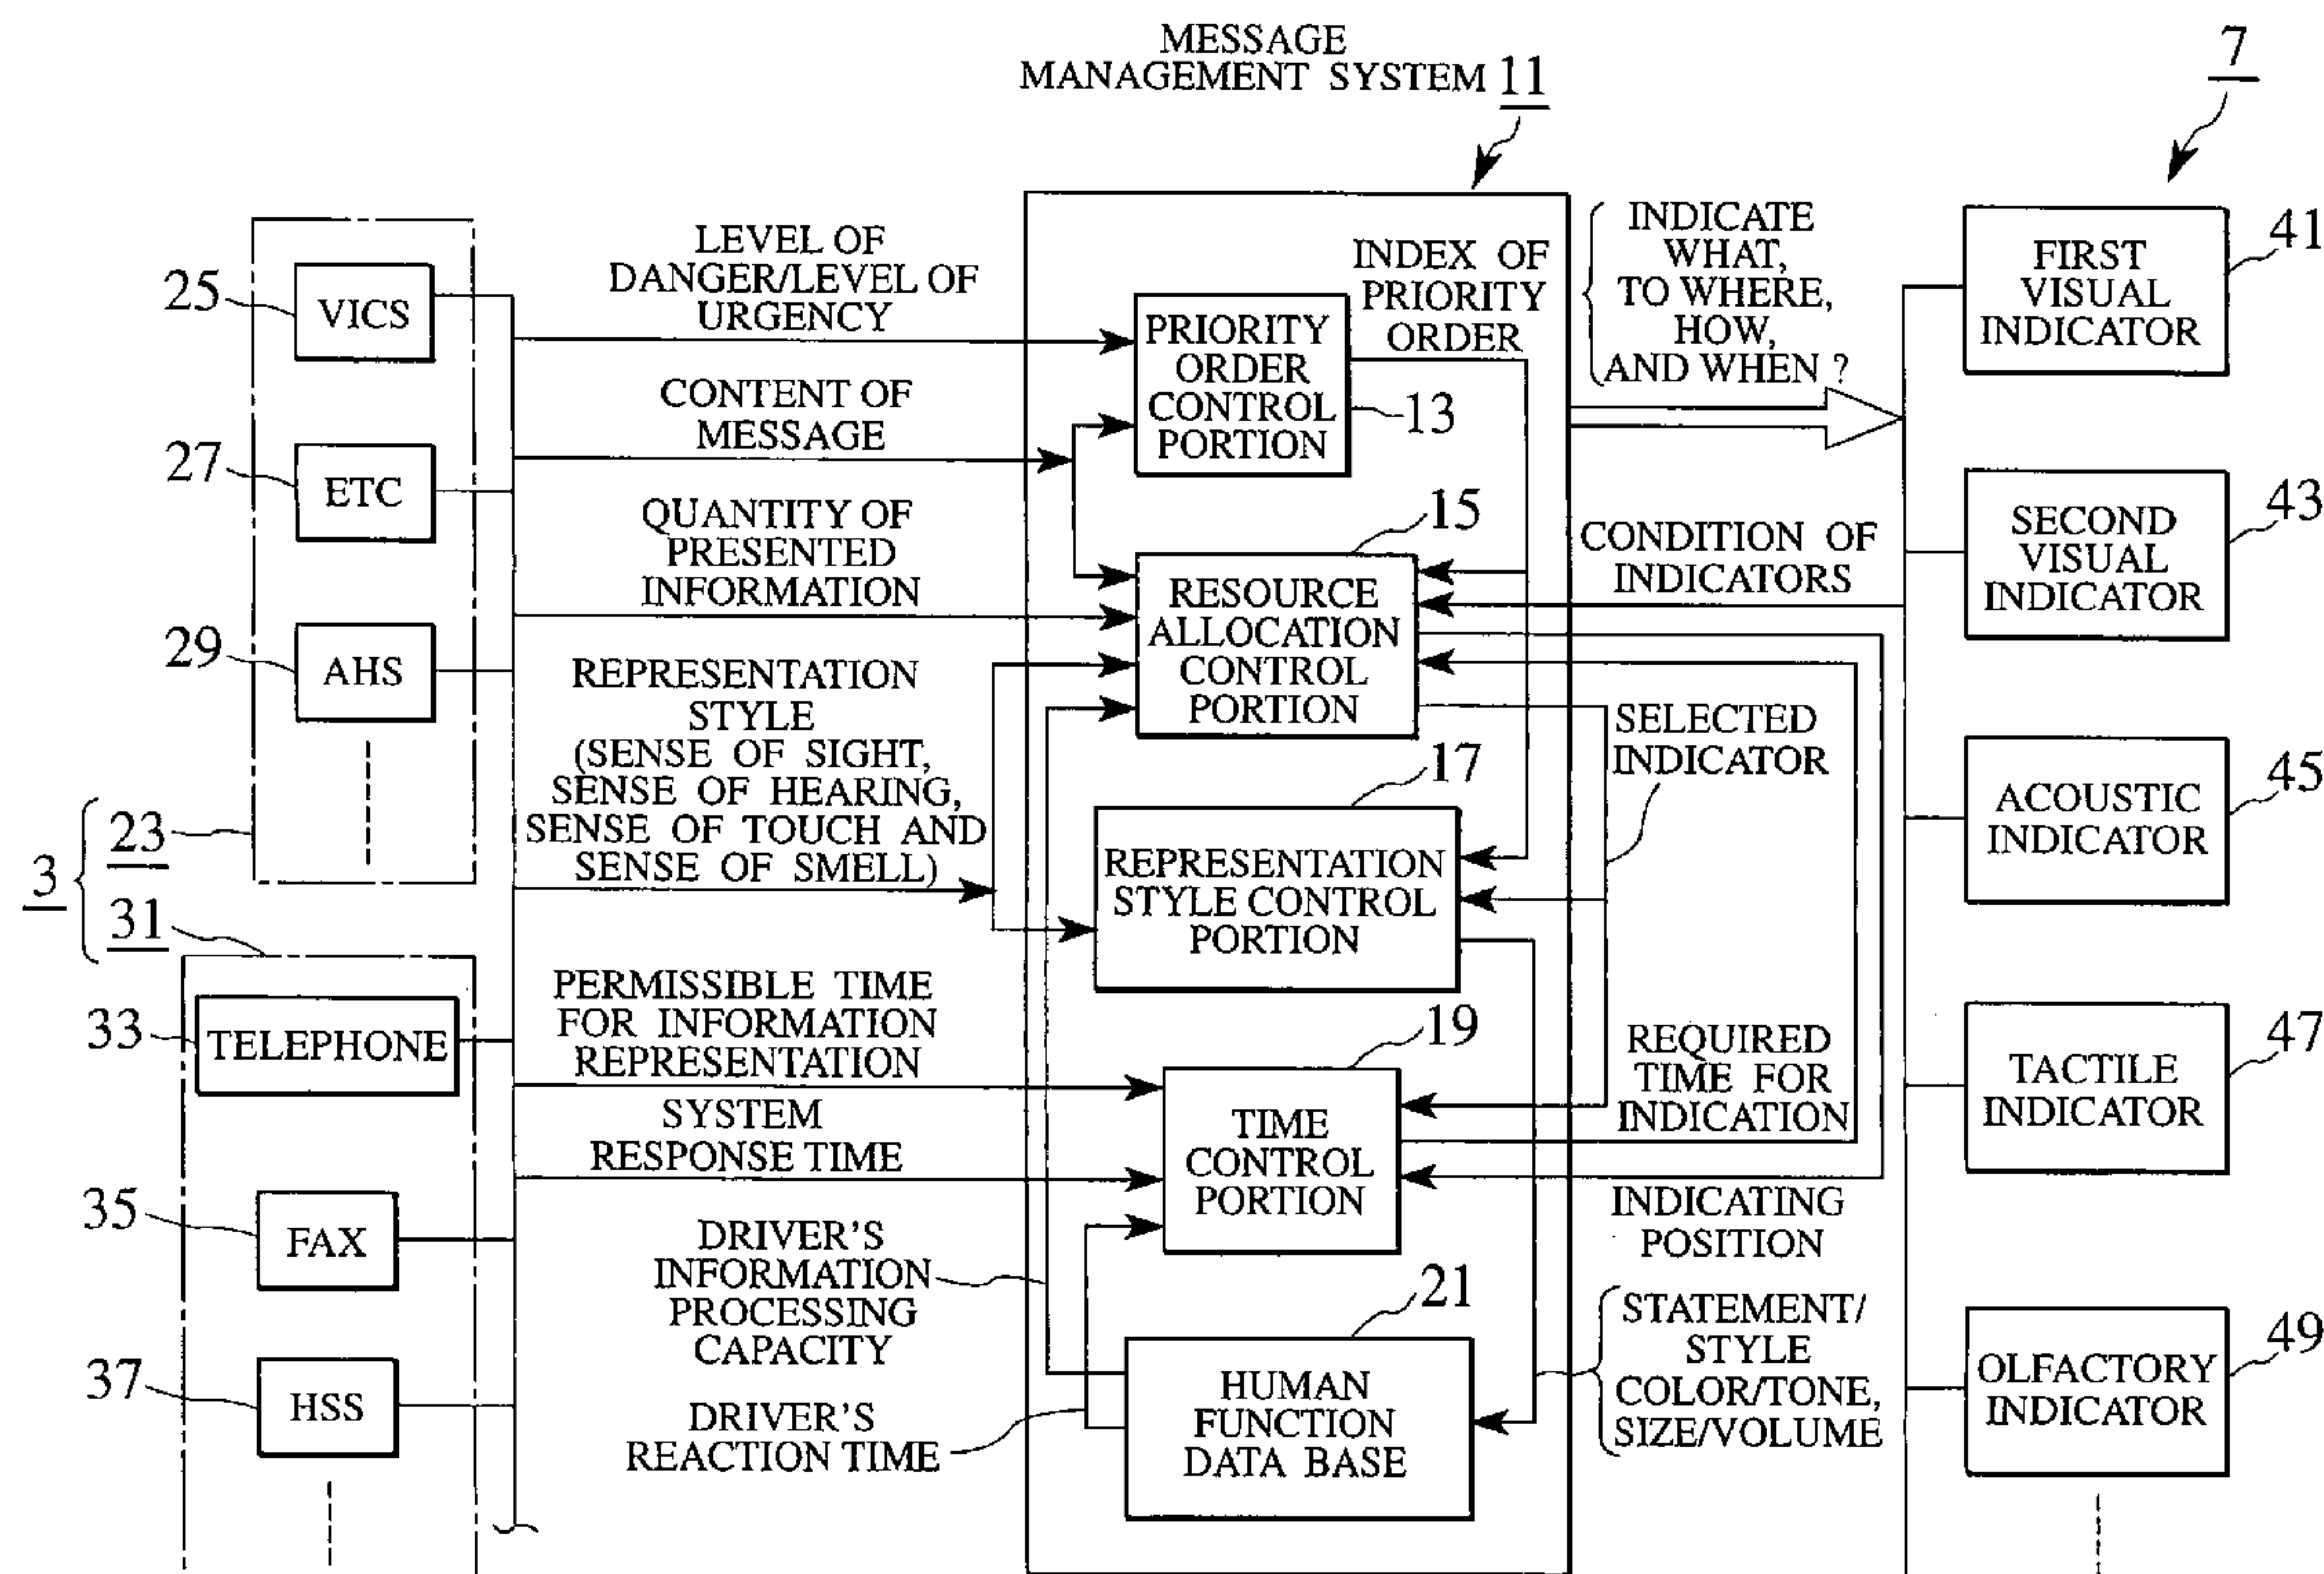 MESSAGE
MANAGEMENT SYSTEM 11
7
25
VICS
27
ETC
29
AHS
3
23
31
33
TELEPHONE
35
FAX
37
HSS
LEVEL OF
DANGER/LEVEL OF
URGENCY
CONTENT OF
MESSAGE
QUANTITY OF
PRESENTED
INFORMATION
REPRESENTATION
STYLE
(SENSE OF SIGHT,
SENSE OF HEARING,
SENSE OF TOUCH AND
SENSE OF SMELL)
PERMISSIBLE TIME
FOR INFORMATION
REPRESENTATION
SYSTEM
RESPONSE TIME
DRIVER'S
INFORMATION
PROCESSING
CAPACITY
DRIVER'S
REACTION TIME
PRIORITY
ORDER
CONTROL
PORTION
13
INDEX OF
PRIORITY
ORDER
15
RESOURCE
ALLOCATION
CONTROL
PORTION
17
REPRESENTATION
STYLE CONTROL
PORTION
19
TIME
CONTROL
PORTION
21
HUMAN
FUNCTION
DATA BASE
INDICATE
WHAT,
TO WHERE,
HOW,
AND WHEN ?
CONDITION OF
INDICATORS
SELECTED
INDICATOR
REQUIRED
TIME FOR
INDICATION
INDICATING
POSITION
STATEMENT/
STYLE
COLOR/TONE,
SIZE/VOLUME
FIRST
VISUAL
INDICATOR
41
SECOND
VISUAL
INDICATOR
43
ACOUSTIC
INDICATOR
45
TACTILE
INDICATOR
47
OLFACTORY
INDICATOR
49